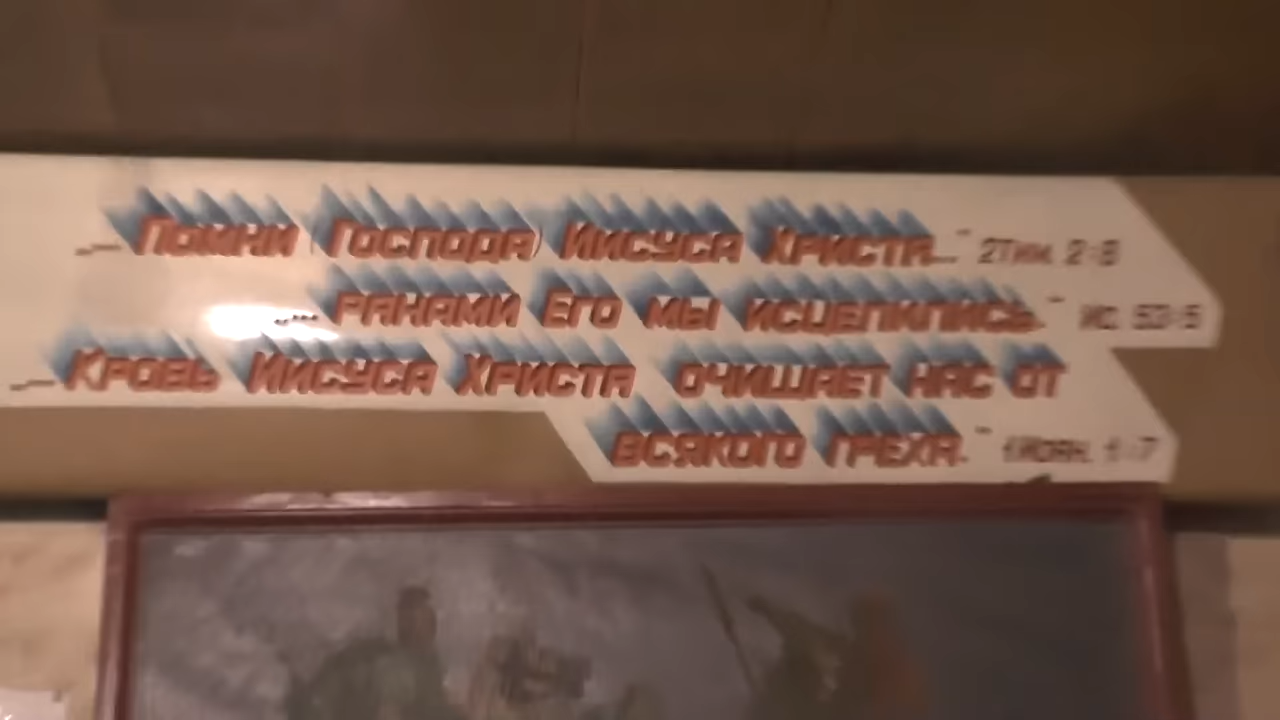 „...Помни (Господа) Иисуса Христа..." 2Тим. 2:8
„...ранами Его мы исцелились." Ис. 53:5
„...Кровь Иисуса Христа очищает нас от
всякого греха." 1Иоан. 1:7